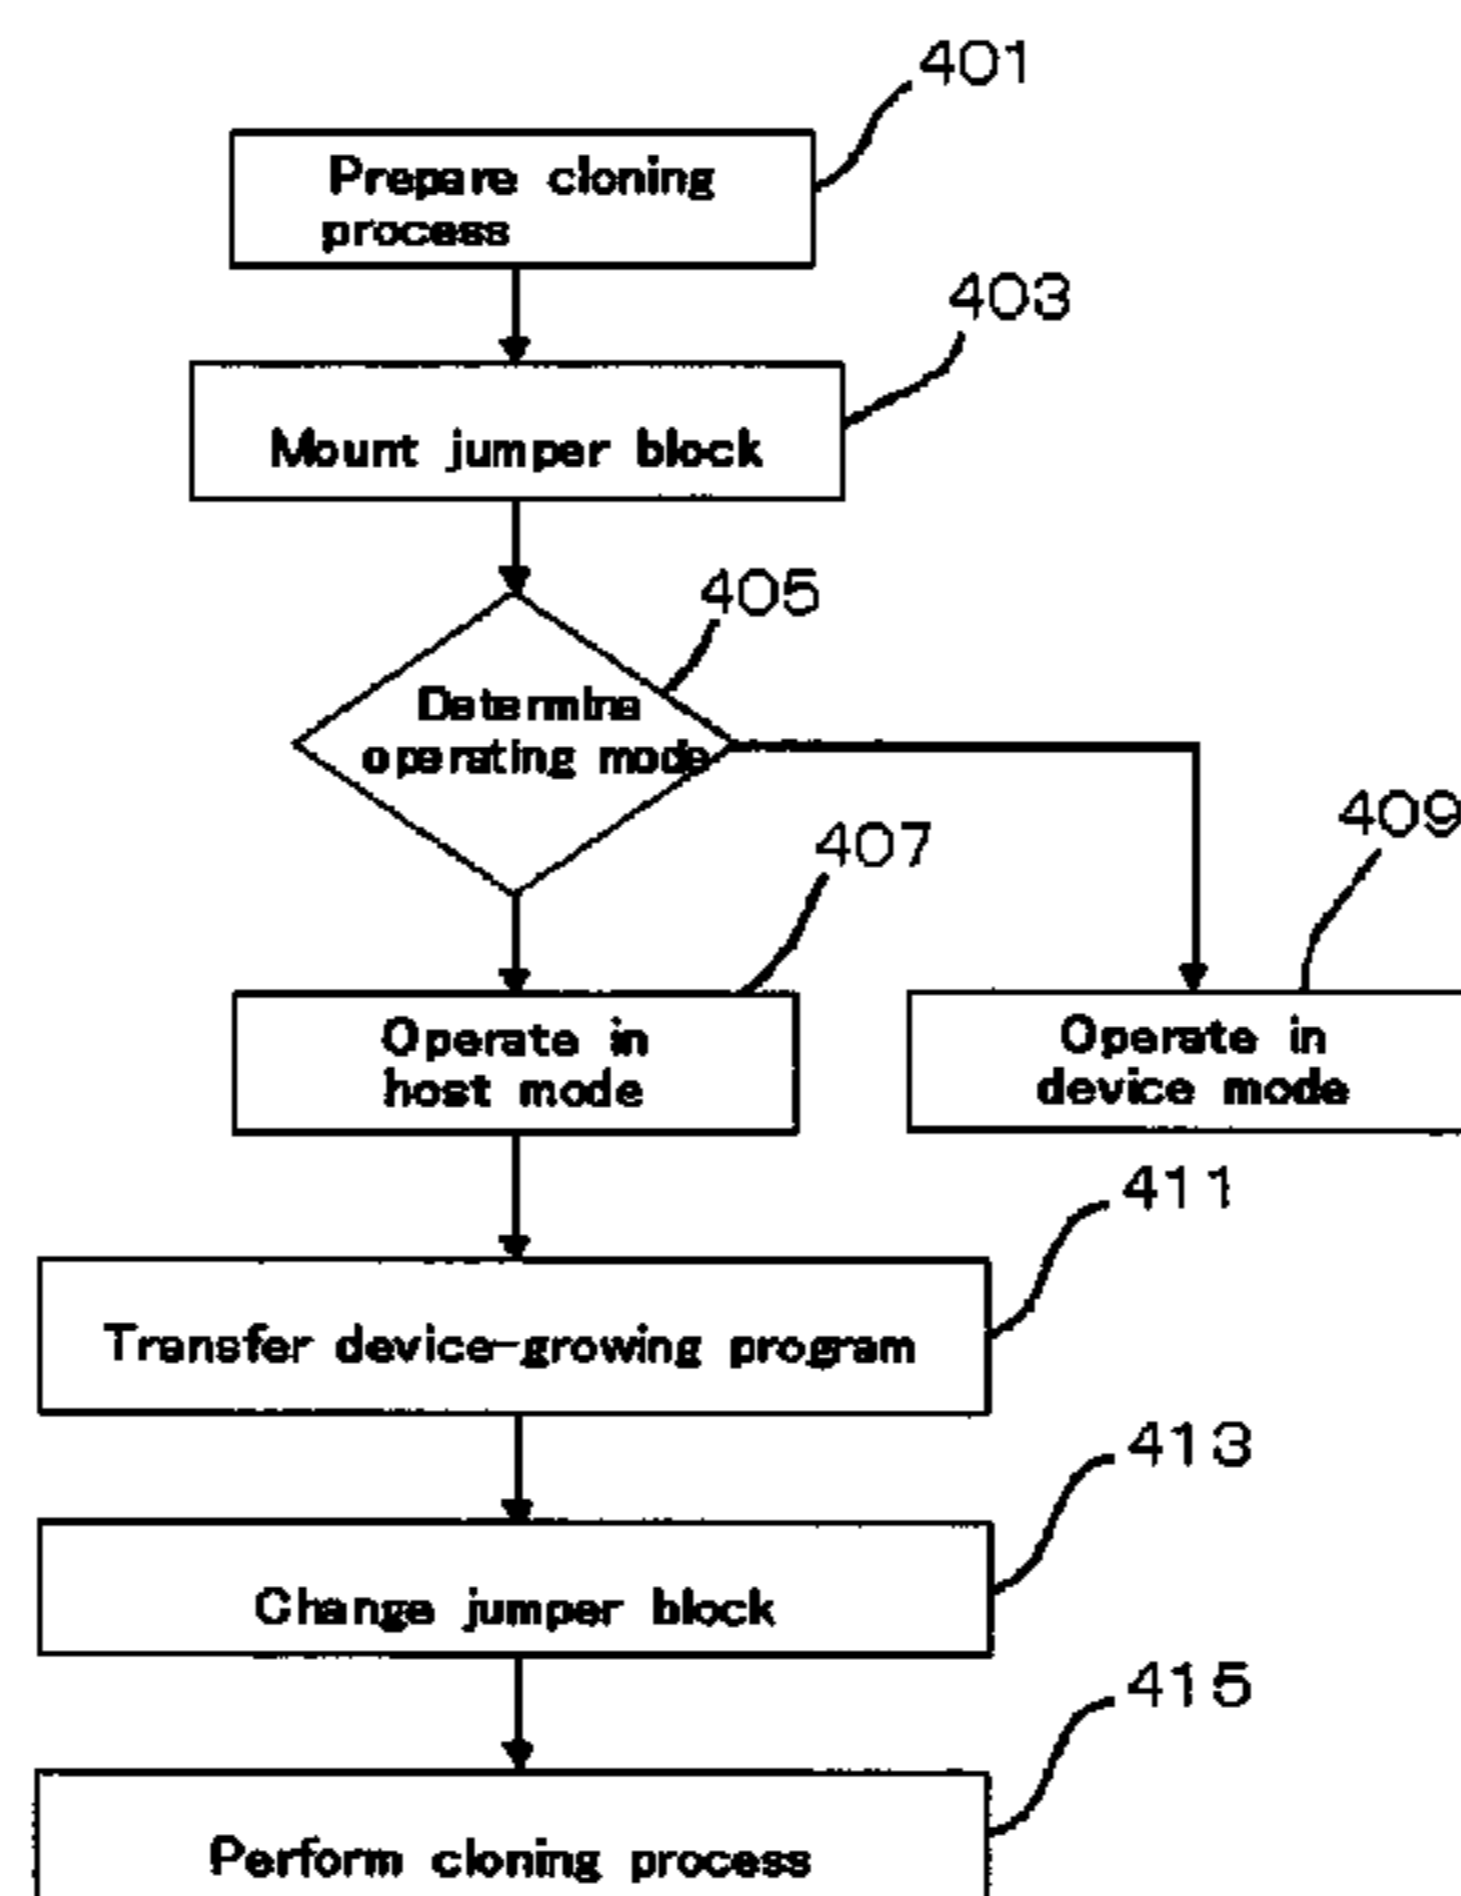 401
Prepare cloning
process
403
Mount jumper block
405
Determine
operating mode
407
409
Operate in
host mode
Operate in
device mode
411
Transfer device-growing program
413
Change jumper block
415
Perform cloning process